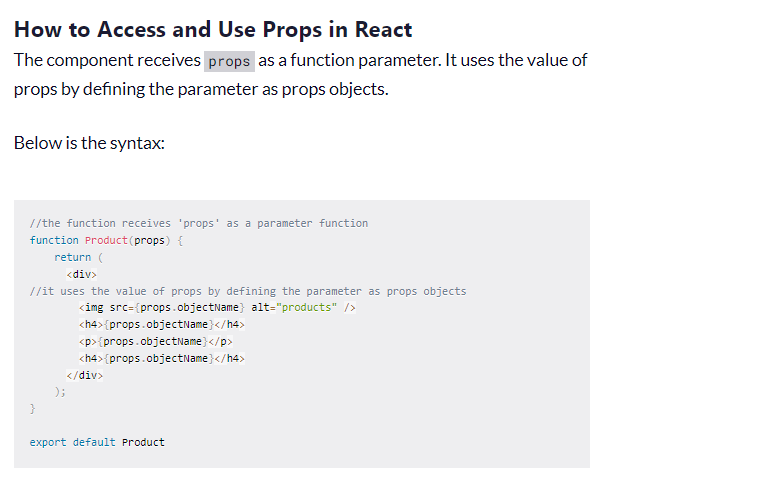 How to Access and Use Props in React
The component receives props as a function parameter. It uses the value of
props by defining the parameter as props objects.
Below is the syntax:
//the function receives 'props' as a parameter function
function Product(props) {
    return (
      <div>
//it uses the value of props by defining the parameter as props objects
        <img src={props.objectName} alt="products" />
        <h4>{props.objectName}</h4>
        <p>{props.objectName}</p>
        <h4>{props.objectName}</h4>
      </div>
    );
}
export default Product